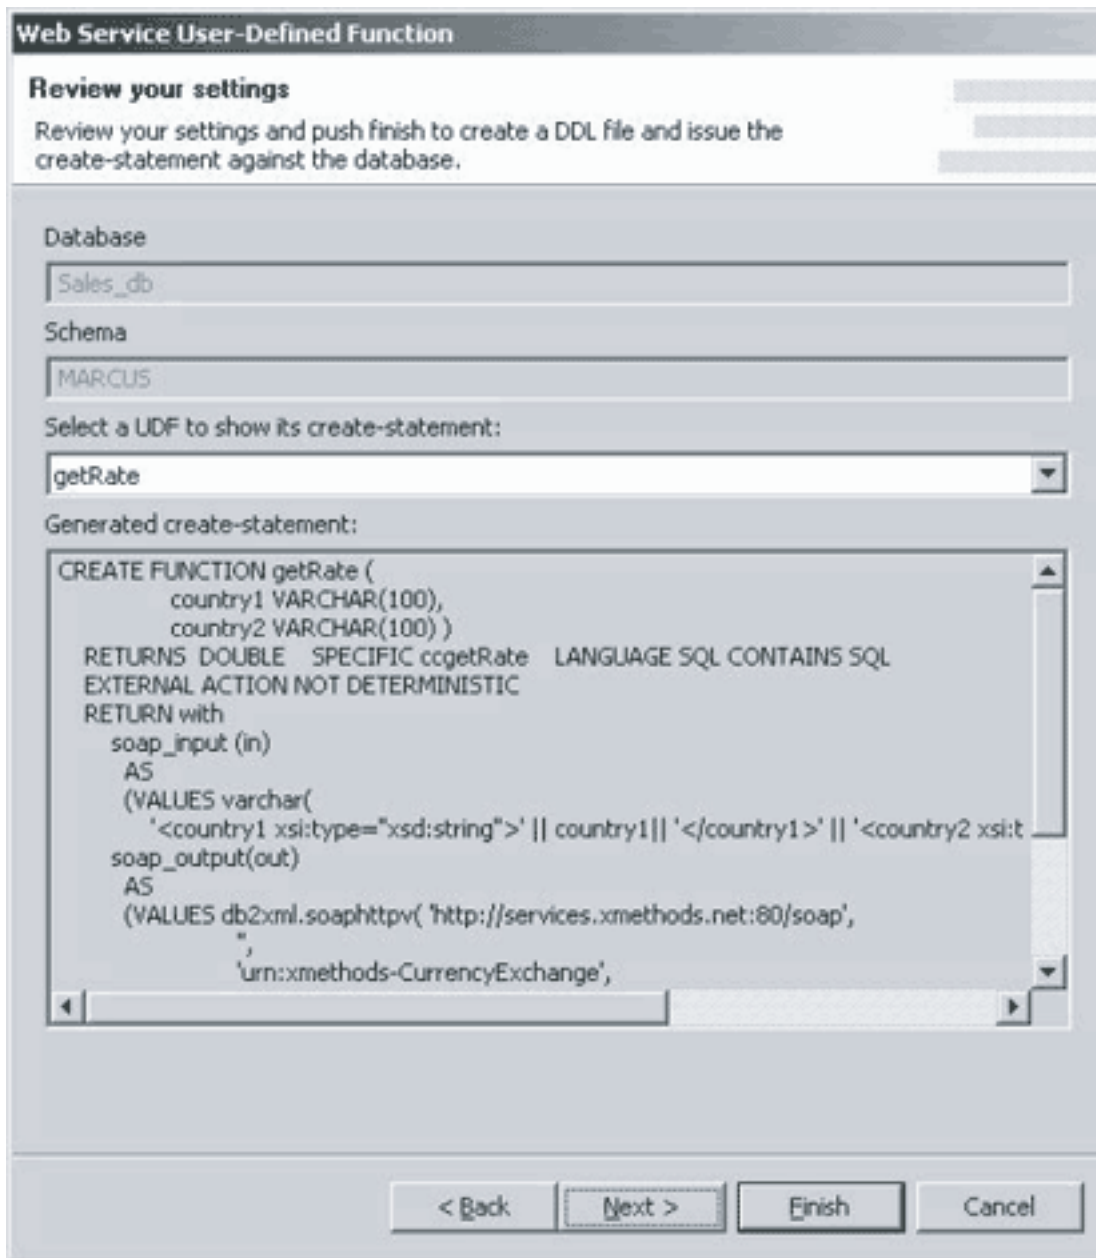 Web Service User-Defined Function
Review your settings
Review your settings and push finish to create a DDL file and issue the
create-statement against the database.
Database
Sales_db
Schema
MARCUS
Select a UDF to show its create-statement:
getRate
Generated create-statement:
CREATE FUNCTION getRate (
country1 VARCHAR(100),
country2 VARCHAR(100) )
RETURNS DOUBLE SPECIFIC ccgetRate LANGUAGE SQL CONTAINS SQL
EXTERNAL ACTION NOT DETERMINISTIC
RETURN with
soap_input (in)
AS
(VALUES varchar(
'<country1 xsi:type="xsd:string">' || country1|| '</country1>' || '<country2 xsi:t
soap_output(out)
AS
(VALUES db2xml.soaphttpv( 'http://services.xmethods.net:80/soap',
'',
'urn:xmethods-CurrencyExchange',
< Back
Next >
Finish
Cancel